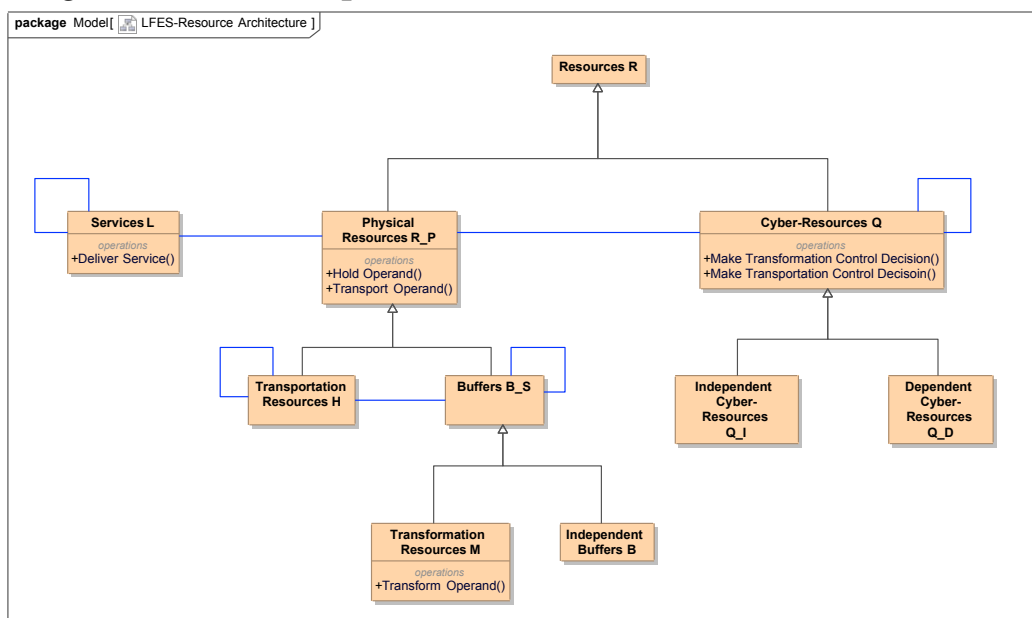 package Model[ LFES-Resource Architecture ]
Resources R
Services L
operations
+Deliver Service()
Physical
Resources R_P
operations
+Hold Operand()
+Transport Operand()
Cyber-Resources Q
operations
+Make Transformation Control Decision()
+Make Transportation Control Decisoin()
Transportation
Resources H
Buffers B_S
Independent
Cyber-
Resources
Q_I
Dependent
Cyber-
Resources
Q_D
Transformation
Resources M
operations
+Transform Operand()
Independent
Buffers B